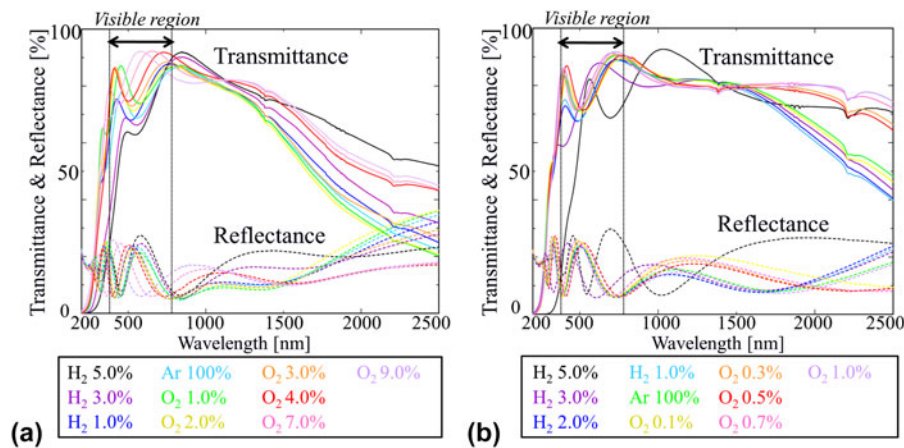 Visible region
Transmittance & Reflectance [%]
100
50
0
Transmittance
Reflectance
200 500 1000 1500 2000 2500
Wavelength [nm]
H₂ 5.0% Ar 100% O₂ 3.0% O₂ 9.0%
H₂ 3.0% O₂ 1.0% O₂ 4.0%
H₂ 1.0% O₂ 2.0% O₂ 7.0%
(a)
Visible region
Transmittance & Reflectance [%]
100
50
0
Transmittance
Reflectance
200 500 1000 1500 2000 2500
Wavelength [nm]
H₂ 5.0% H₂ 1.0% O₂ 0.3% O₂ 1.0%
H₂ 3.0% Ar 100% O₂ 0.5%
H₂ 2.0% O₂ 0.1% O₂ 0.7%
(b)